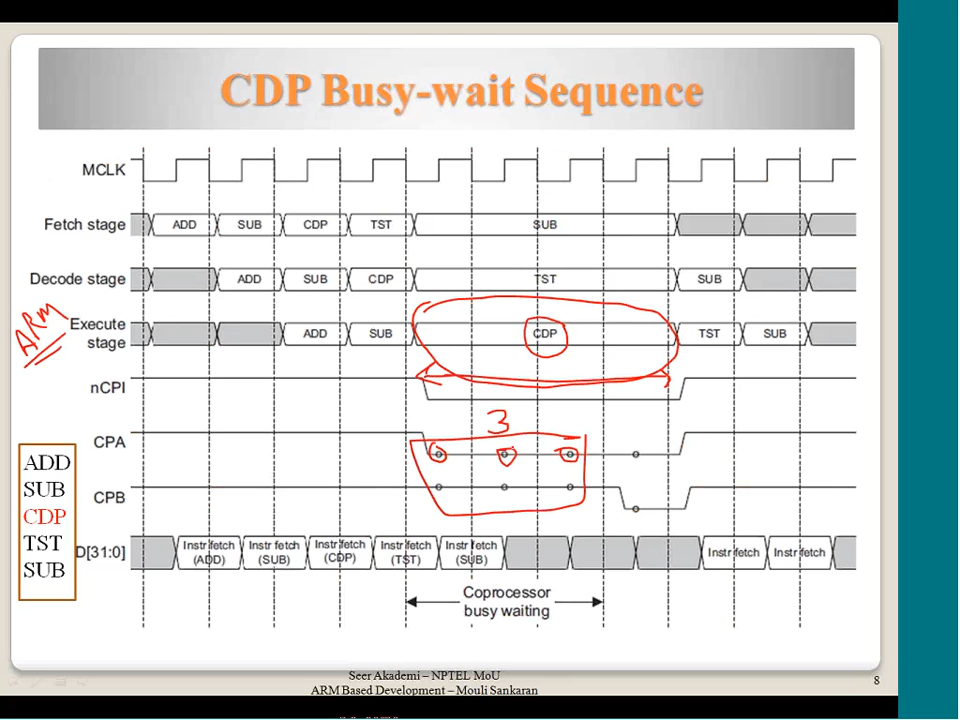 CDP Busy-wait Sequence
MCLK
Fetch stage ADD SUB CDP TST SUB
Decode stage ADD SUB CDP TST SUB
ARM
Execute stage ADD SUB CDP TST SUB
nCPI
3
CPA
CPB
ADD
SUB
CDP
TST
SUB
D[31:0] Instr fetch (ADD) Instr fetch (SUB) Instr fetch (CDP) Instr fetch (TST) Instr fetch (SUB) Instr fetch Instr fetch
Coprocessor
busy waiting
Seer Akademi – NPTEL MoU
ARM Based Development – Mouli Sankaran
8